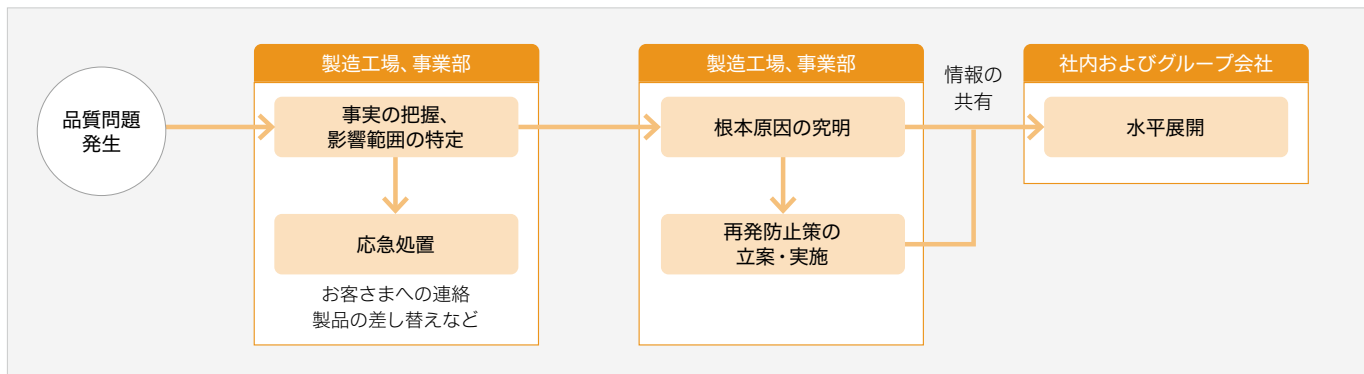 品質問題
発生
製造工場、事業部
事実の把握、
影響範囲の特定
応急処置
お客さまへの連絡
製品の差し替えなど
製造工場、事業部
根本原因の究明
再発防止策の
立案・実施
情報の
共有
社内およびグループ会社
水平展開